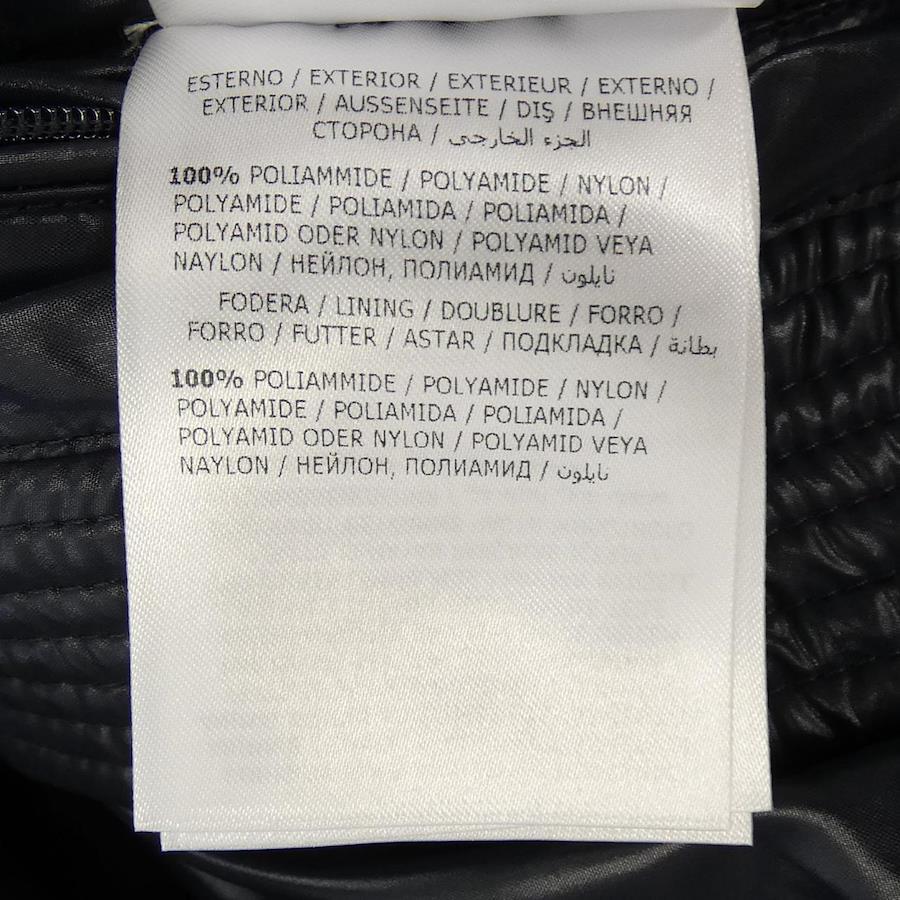 ESTERNO / EXTERIOR / EXTERIEUR / EXTERNO /
EXTERIOR / AUSSENSEITE / DIŞ / ВНЕШНЯЯ
СТОРОНА / الجزء الخارجي
100% POLIAMMIDE / POLYAMIDE / NYLON /
POLYAMIDE / POLIAMIDA / POLIAMIDA /
POLYAMID ODER NYLON / POLYAMID VEYA
NAYLON / НЕЙЛОН, ПОЛИАМИД / نايلون
FODERA / LINING / DOUBLURE / FORRO /
FORRO / FUTTER / ASTAR / ПОДКЛАДКА / بطانة
100% POLIAMMIDE / POLYAMIDE / NYLON /
POLYAMIDE / POLIAMIDA / POLIAMIDA /
POLYAMID ODER NYLON / POLYAMID VEYA
NAYLON / НЕЙЛОН, ПОЛИАМИД / نايلون